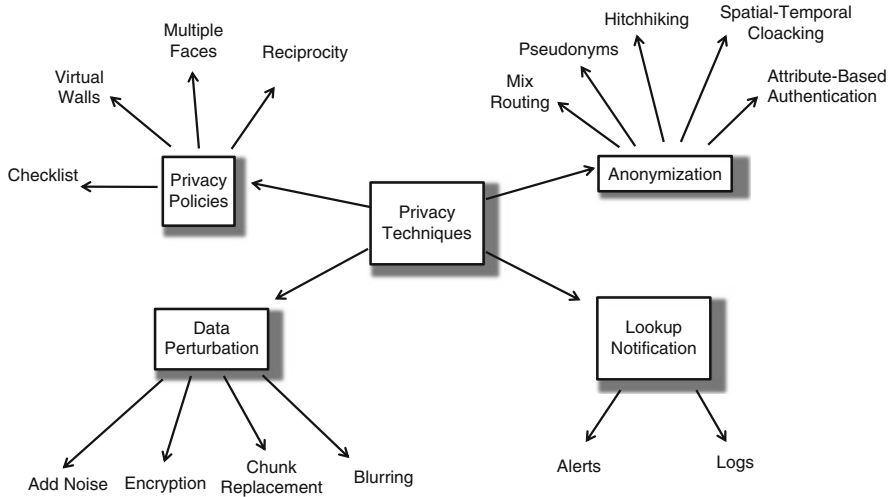 Multiple
Faces
Reciprocity
Virtual
Walls
Checklist
Privacy
Policies
Hitchhiking
Spatial-Temporal
Cloacking
Pseudonyms
Mix
Routing
Attribute-Based
Authentication
Anonymization
Privacy
Techniques
Data
Perturbation
Lookup
Notification
Add Noise
Encryption
Chunk
Replacement
Blurring
Alerts
Logs